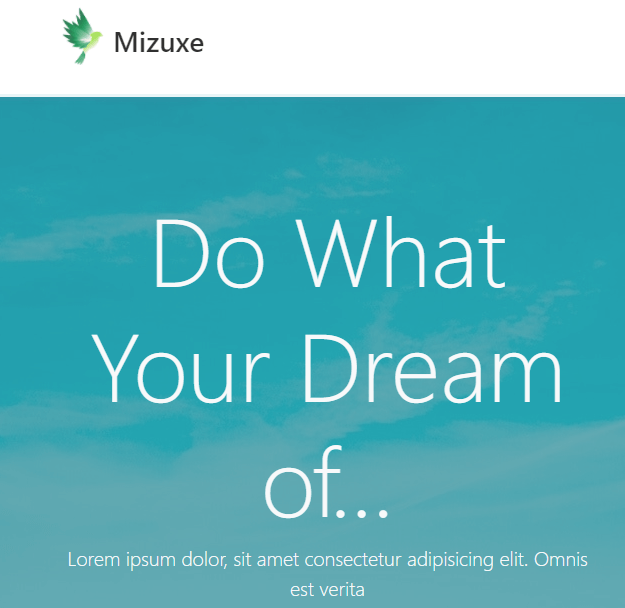 Mizuxe
Do What
Your Dream
of...
Lorem ipsum dolor, sit amet consectetur adipisicing elit. Omnis
est verita